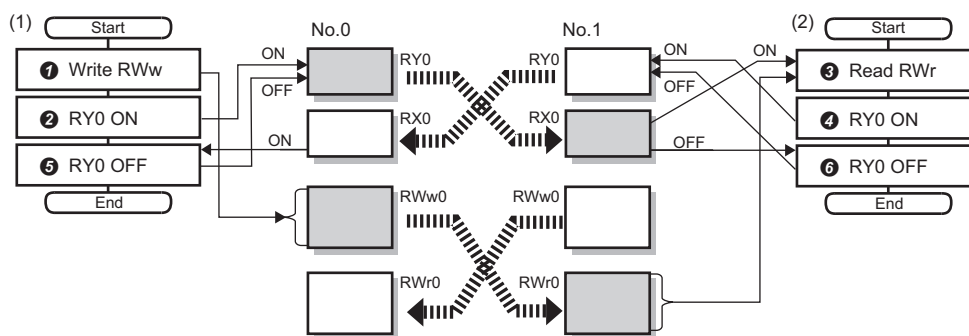 (1)
Start
❶ Write RWw
❷ RY0 ON
❺ RY0 OFF
End
No.0
No.1
ON
OFF
ON
RY0
RX0
RY0
RX0
RWw0
RWr0
RWw0
RWr0
ON
OFF
ON
OFF
(2)
Start
❸ Read RWr
❹ RY0 ON
❻ RY0 OFF
End